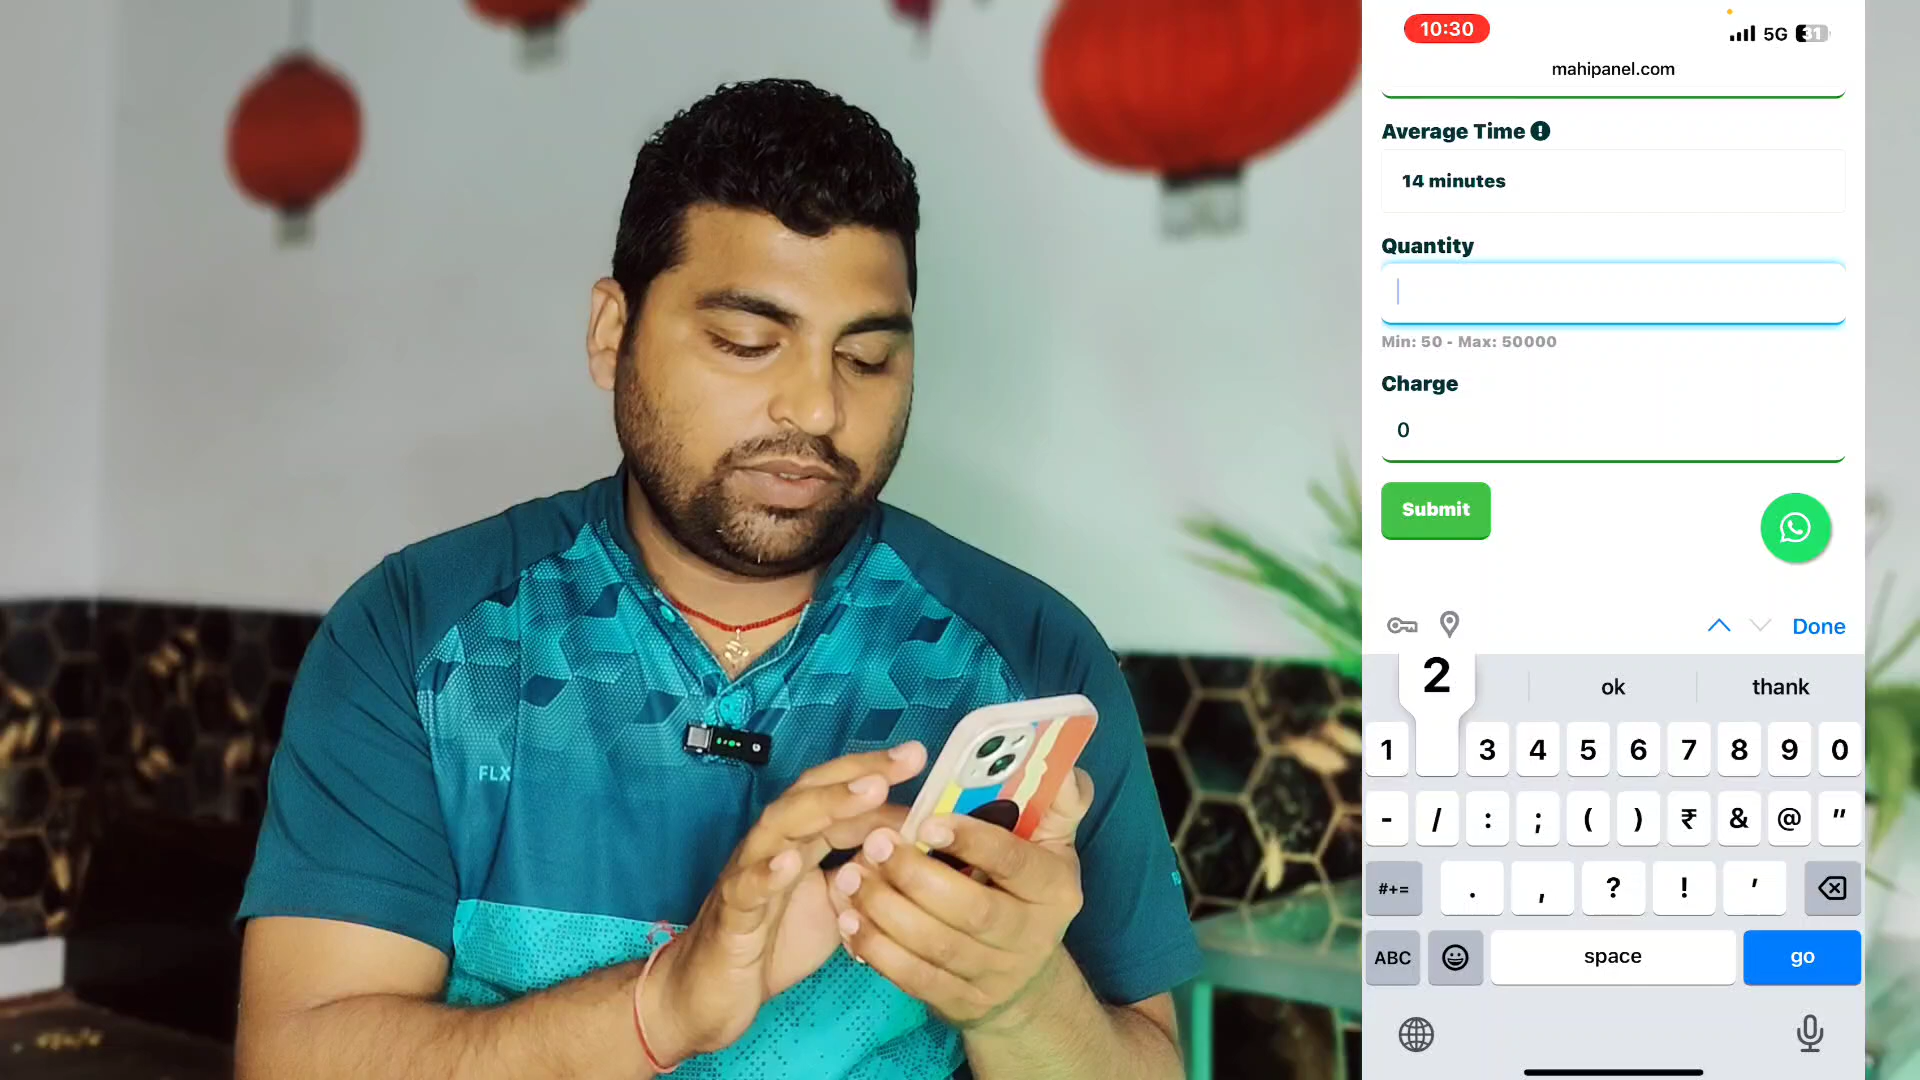 10:30
5G 31
mahipanel.com
Average Time
14 minutes
Quantity
Min: 50 - Max: 50000
Charge
0
Submit
Done
2
ok
thank
1 3 4 5 6 7 8 9 0
- / : ; ( ) ₹ & @ "
#+= . , ? ! '
ABC space go
FLX